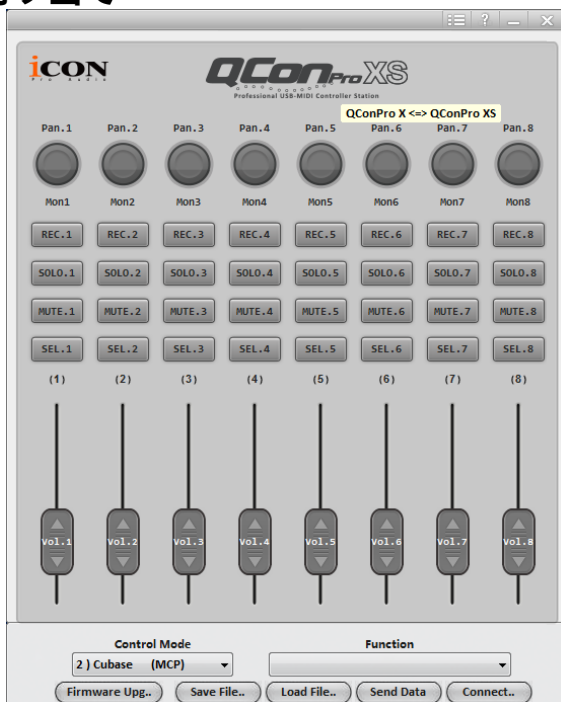 iCON
Pro Audio
QConPro XS
Professional USB-MIDI Controller Station
QConPro X <=> QConPro XS
Pan.1 Pan.2 Pan.3 Pan.4 Pan.5 Pan.6 Pan.7 Pan.8
Mon1 Mon2 Mon3 Mon4 Mon5 Mon6 Mon7 Mon8
REC.1 REC.2 REC.3 REC.4 REC.5 REC.6 REC.7 REC.8
SOLO.1 SOLO.2 SOLO.3 SOLO.4 SOLO.5 SOLO.6 SOLO.7 SOLO.8
MUTE.1 MUTE.2 MUTE.3 MUTE.4 MUTE.5 MUTE.6 MUTE.7 MUTE.8
SEL.1 SEL.2 SEL.3 SEL.4 SEL.5 SEL.6 SEL.7 SEL.8
(1) (2) (3) (4) (5) (6) (7) (8)
Vol.1 Vol.2 Vol.3 Vol.4 Vol.5 Vol.6 Vol.7 Vol.8
Control Mode Function
2 ) Cubase (MCP)
Firmware Upg.. Save File.. Load File.. Send Data Connect..